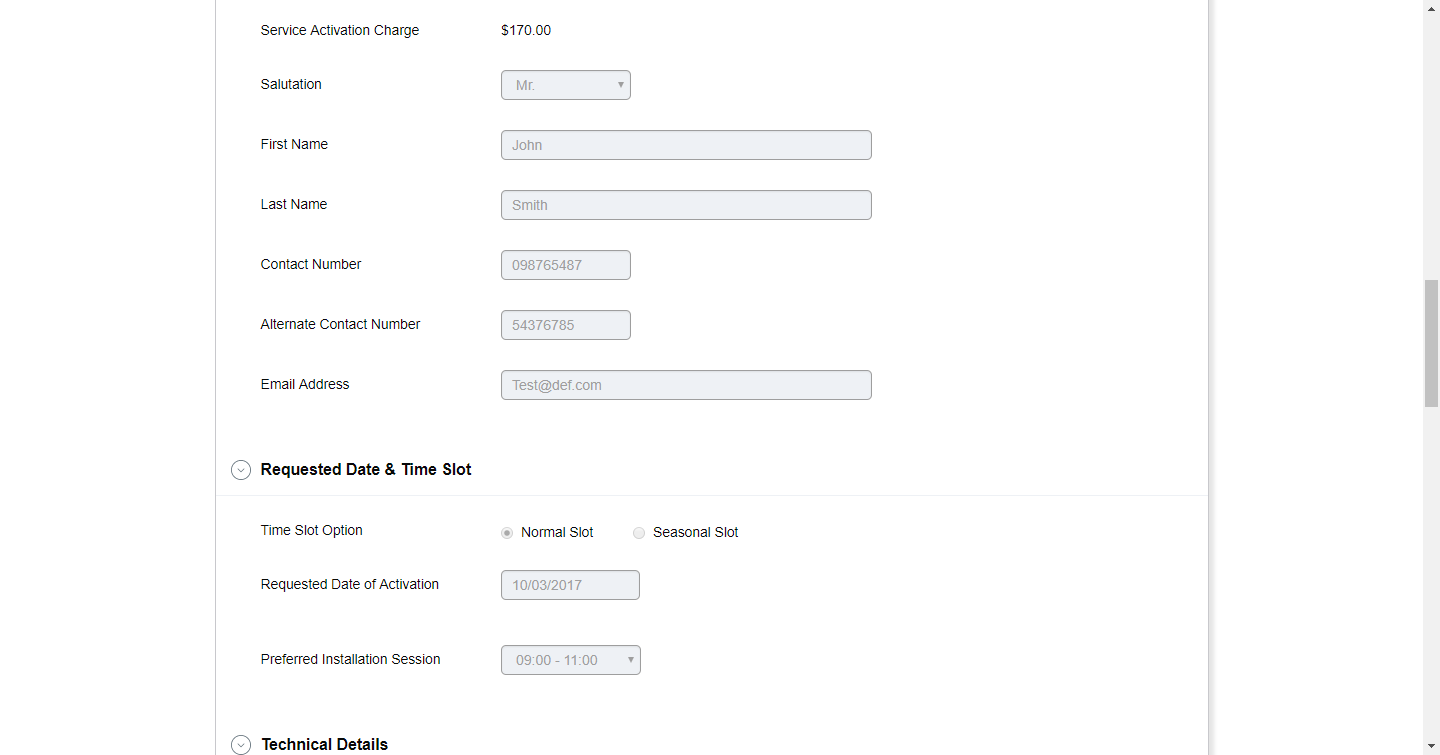 Service Activation Charge $170.00
Salutation Mr.
First Name John
Last Name Smith
Contact Number 098765487
Alternate Contact Number 54376785
Email Address Test@def.com
Requested Date & Time Slot
Time Slot Option Normal Slot Seasonal Slot
Requested Date of Activation 10/03/2017
Preferred Installation Session 09:00 - 11:00
Technical Details